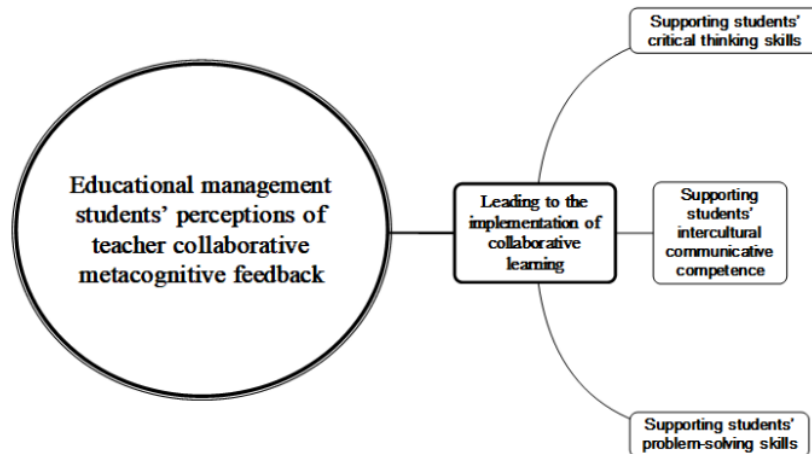 Supporting students'
critical thinking skills
Educational management
students' perceptions of
teacher collaborative
metacognitive feedback
Leading to the
implementation of
collaborative
learning
Supporting
students'
intercultural
communicative
competence
Supporting students'
problem-solving skills